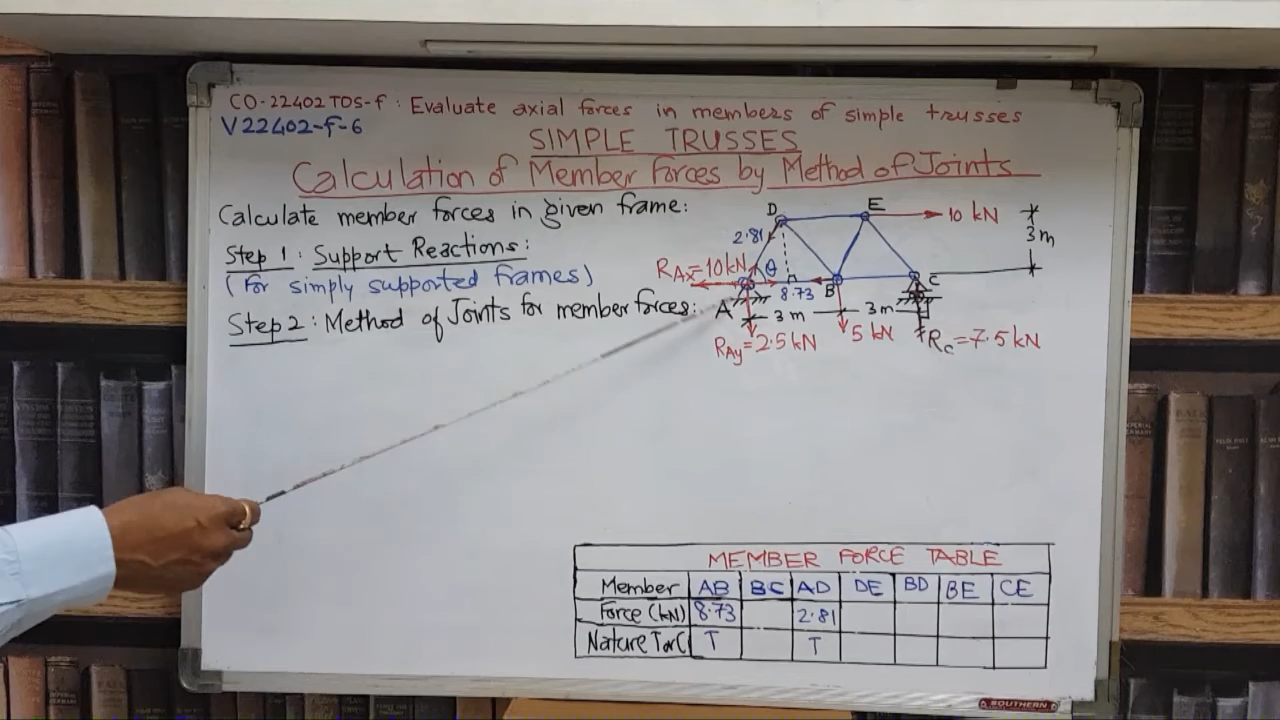 CO-22402 TOS-f : Evaluate axial forces in members of simple trusses
V22402-f-6
SIMPLE TRUSSES
Calculation of Member Forces by Method of Joints
Calculate member forces in given frame:
Step 1 : Support Reactions:
(For simply supported frames)
Step 2 : Method of Joints for member forces:
D
E
10 kN
3 m
2.81
RAx=10kN
θ
8.73
B
C
A
3 m
3m
RAy=2.5 kN
5 kN
Rc=7.5 kN
MEMBER FORCE TABLE
Member AB BC AD DE BD BE CE
Force (kN) 8.73 2.81
Nature T or C T T
SOUTHERN